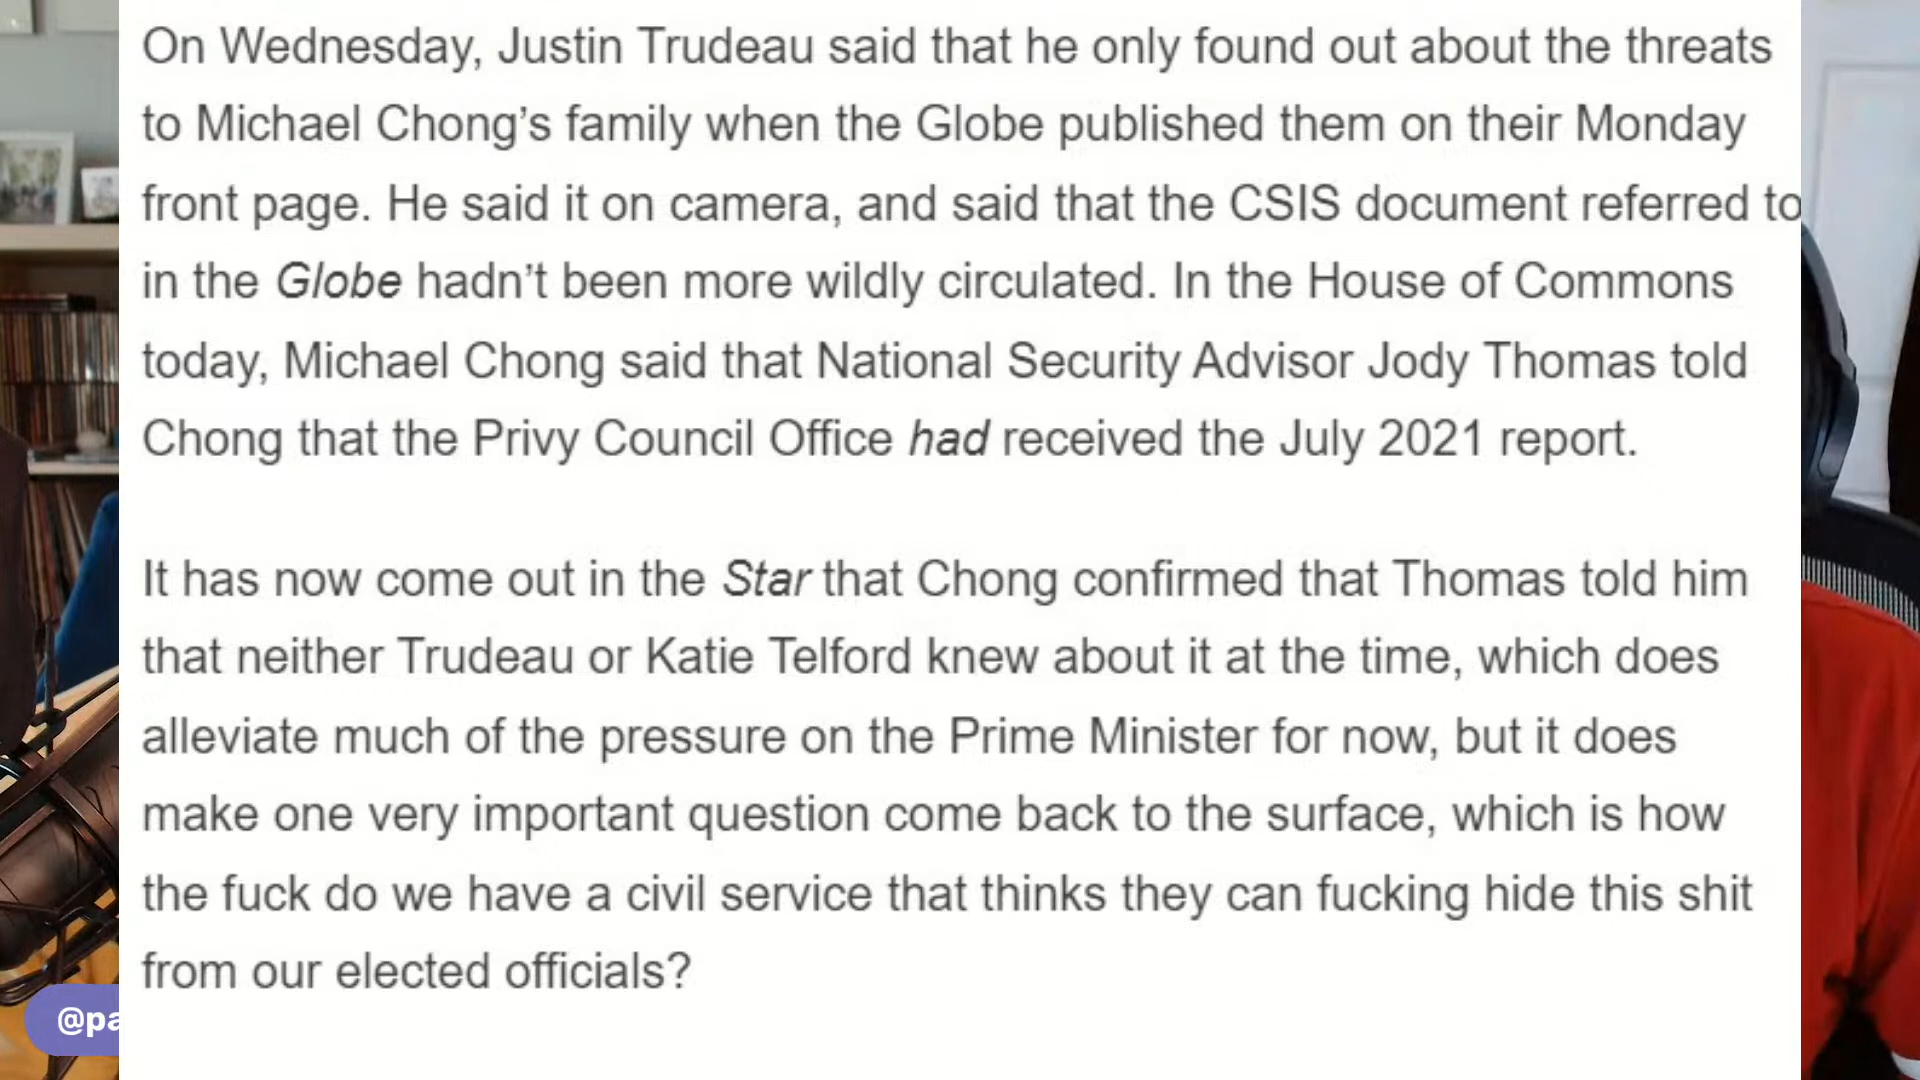 On Wednesday, Justin Trudeau said that he only found out about the threats
to Michael Chong’s family when the Globe published them on their Monday
front page. He said it on camera, and said that the CSIS document referred to
in the Globe hadn’t been more wildly circulated. In the House of Commons
today, Michael Chong said that National Security Advisor Jody Thomas told
Chong that the Privy Council Office had received the July 2021 report.
It has now come out in the Star that Chong confirmed that Thomas told him
that neither Trudeau or Katie Telford knew about it at the time, which does
alleviate much of the pressure on the Prime Minister for now, but it does
make one very important question come back to the surface, which is how
the fuck do we have a civil service that thinks they can fucking hide this shit
from our elected officials?
@pa